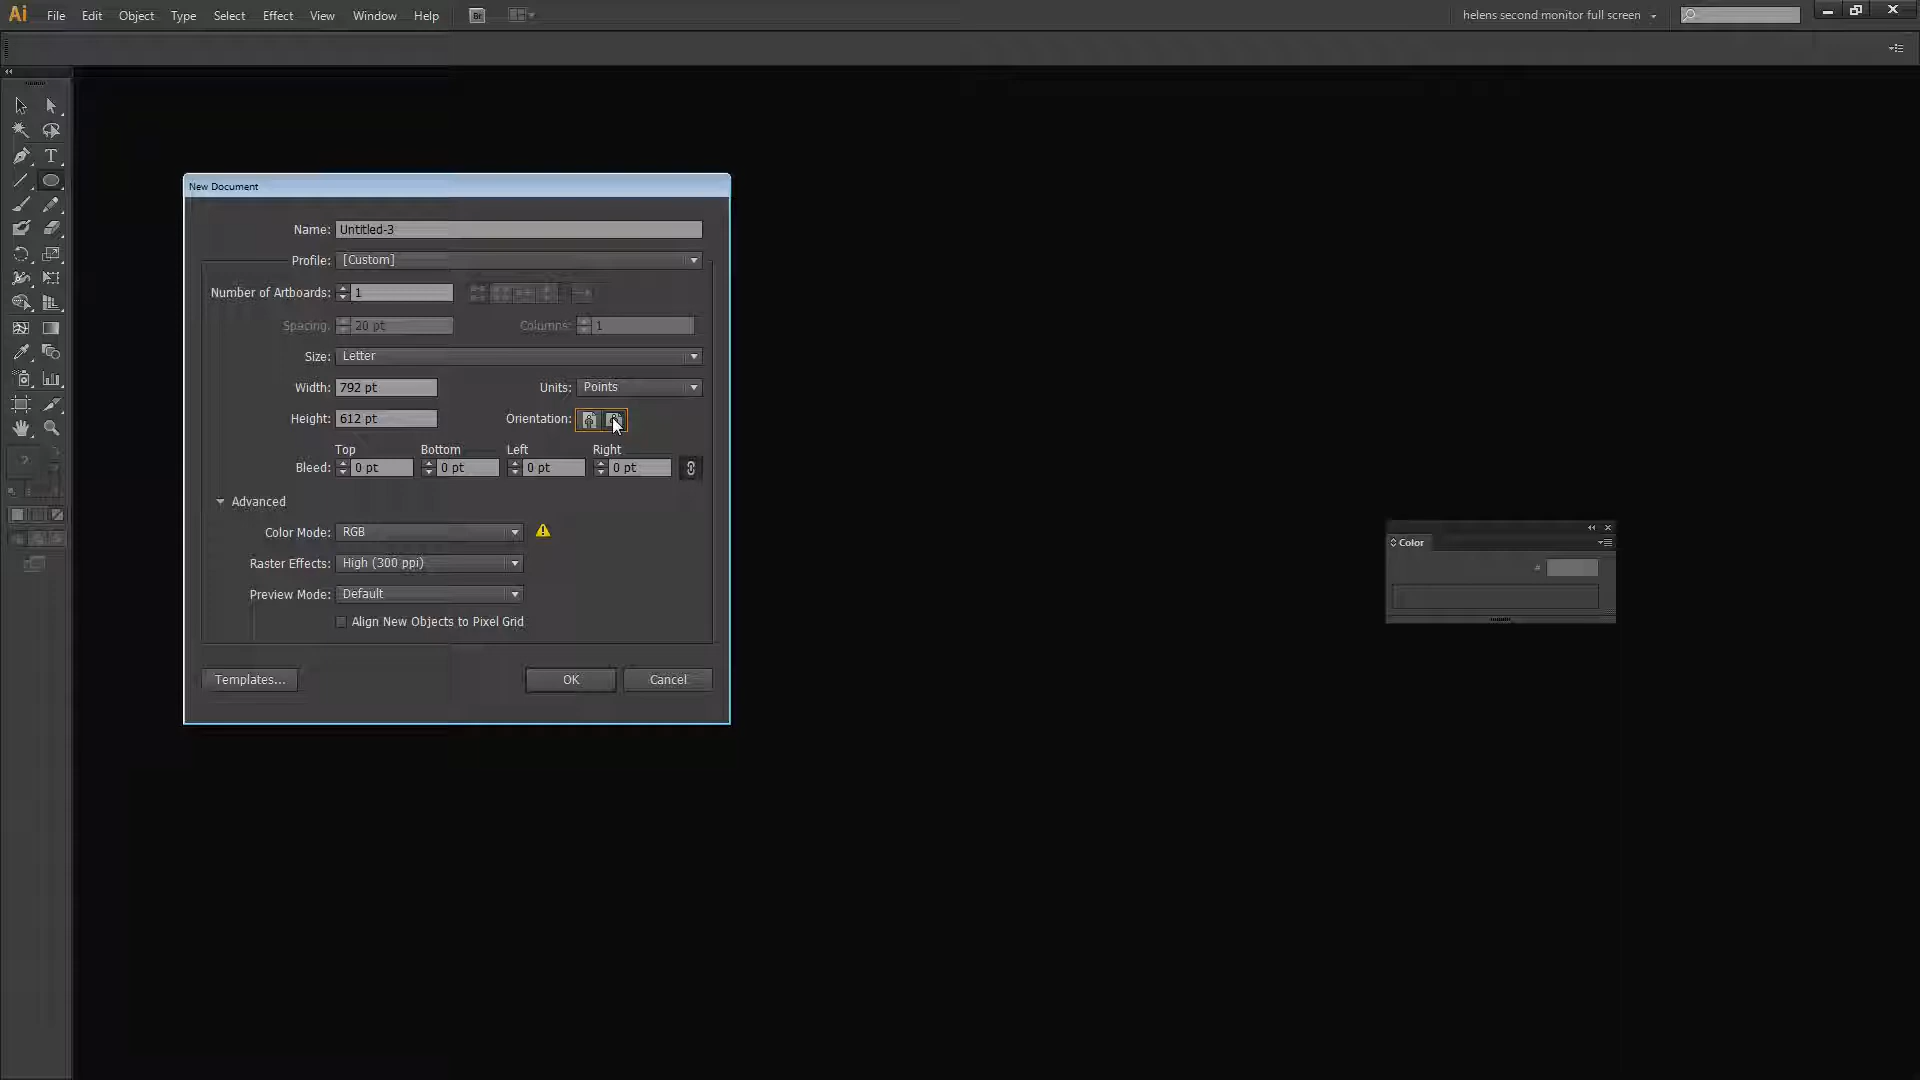 Ai File Edit Object Type Select Effect View Window Help Br helens second monitor full screen
New Document
Name: Untitled-3
Profile: [Custom]
Number of Artboards: 1
Spacing: 20 pt Columns: 1
Size: Letter
Width: 792 pt Units: Points
Height: 612 pt Orientation:
Top Bottom Left Right
Bleed: 0 pt 0 pt 0 pt 0 pt
Advanced
Color Mode: RGB
Raster Effects: High (300 ppi)
Preview Mode: Default
Align New Objects to Pixel Grid
Templates... OK Cancel
Color
#
T
?